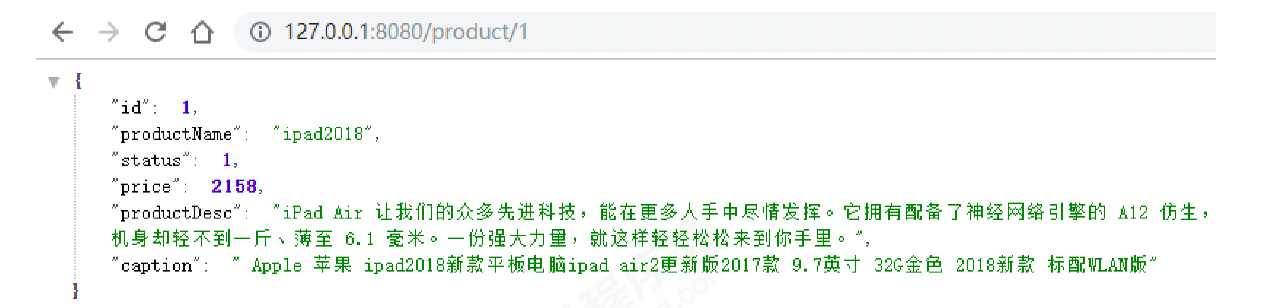 127.0.0.1:8080/product/1
{
"id": 1,
"productName": "ipad2018",
"status": 1,
"price": 2158,
"productDesc": "iPad Air 让我们的众多先进科技，能在更多人手中尽情发挥。它拥有配备了神经网络引擎的 A12 仿生，
机身却轻不到一斤、薄至 6.1 毫米。一份强大力量，就这样轻轻松松来到你手里。",
"caption": " Apple 苹果 ipad2018新款平板电脑ipad air2更新版2017款 9.7英寸 32G金色 2018新款 标配WLAN版"
}